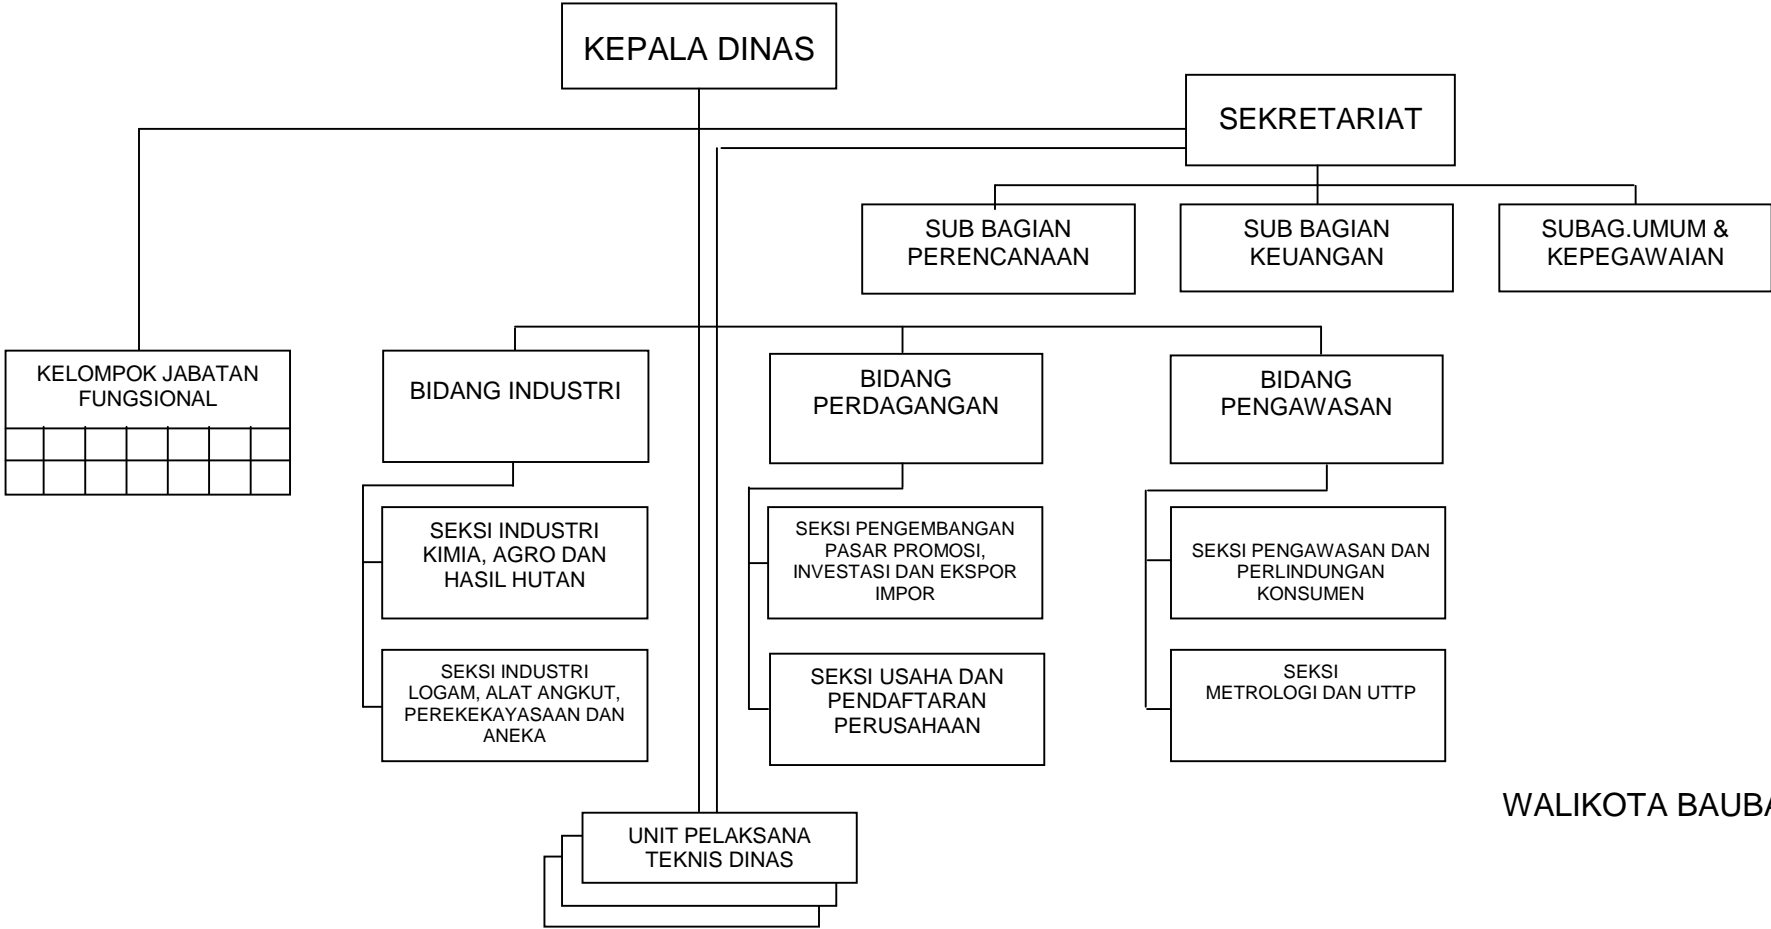 KEPALA DINAS
SEKRETARIAT
SUB BAGIAN
PERENCANAAN
SUB BAGIAN
KEUANGAN
SUBAG.UMUM &
KEPEGAWAIAN
KELOMPOK JABATAN
FUNGSIONAL
BIDANG INDUSTRI
BIDANG
PERDAGANGAN
BIDANG
PENGAWASAN
SEKSI INDUSTRI
KIMIA, AGRO DAN
HASIL HUTAN
SEKSI PENGEMBANGAN
PASAR PROMOSI,
INVESTASI DAN EKSPOR
IMPOR
SEKSI PENGAWASAN DAN
PERLINDUNGAN
KONSUMEN
SEKSI INDUSTRI
LOGAM, ALAT ANGKUT,
PEREKEKAYASAAN DAN
ANEKA
SEKSI USAHA DAN
PENDAFTARAN
PERUSAHAAN
SEKSI
METROLOGI DAN UTTP
WALIKOTA BAUBA
UNIT PELAKSANA
TEKNIS DINAS